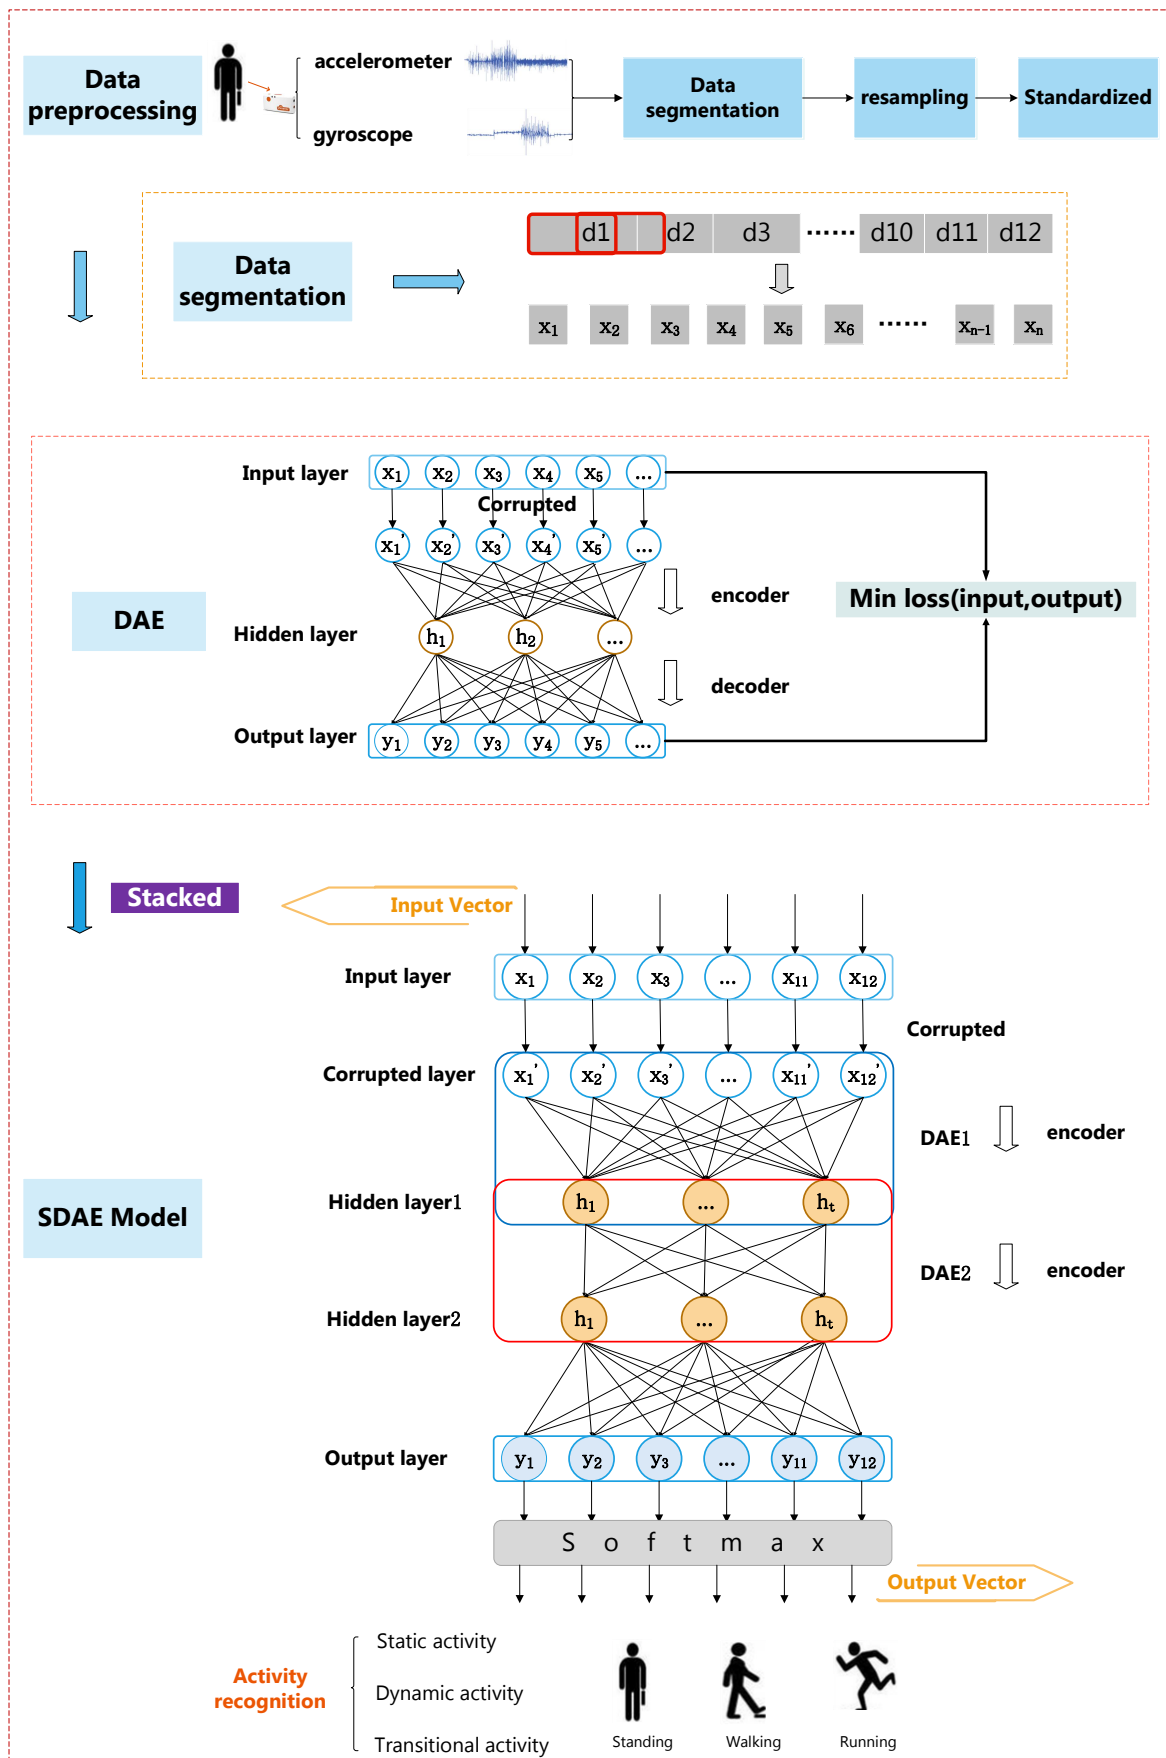 Data
preprocessing
accelerometer
gyroscope
Data
segmentation
resampling
Standardized
Data
segmentation
d1 d2 d3 ...... d10 d11 d12
x1 x2 x3 x4 x5 x6 ...... xn-1 xn
Input layer
x1 x2 x3 x4 x5 ...
Corrupted
x1' x2' x3' x4' x5' ...
encoder
Min loss(input,output)
DAE
Hidden layer
h1 h2 ...
decoder
Output layer
y1 y2 y3 y4 y5 ...
Stacked
Input Vector
Input layer
x1 x2 x3 ... x11 x12
Corrupted
Corrupted layer
x1' x2' x3' ... x11' x12'
DAE1
encoder
SDAE Model
Hidden layer1
h1 ... ht
DAE2
encoder
Hidden layer2
h1 ... ht
Output layer
y1 y2 y3 ... y11 y12
S o f t m a x
Output Vector
Activity
recognition
Static activity
Dynamic activity
Transitional activity
Standing
Walking
Running